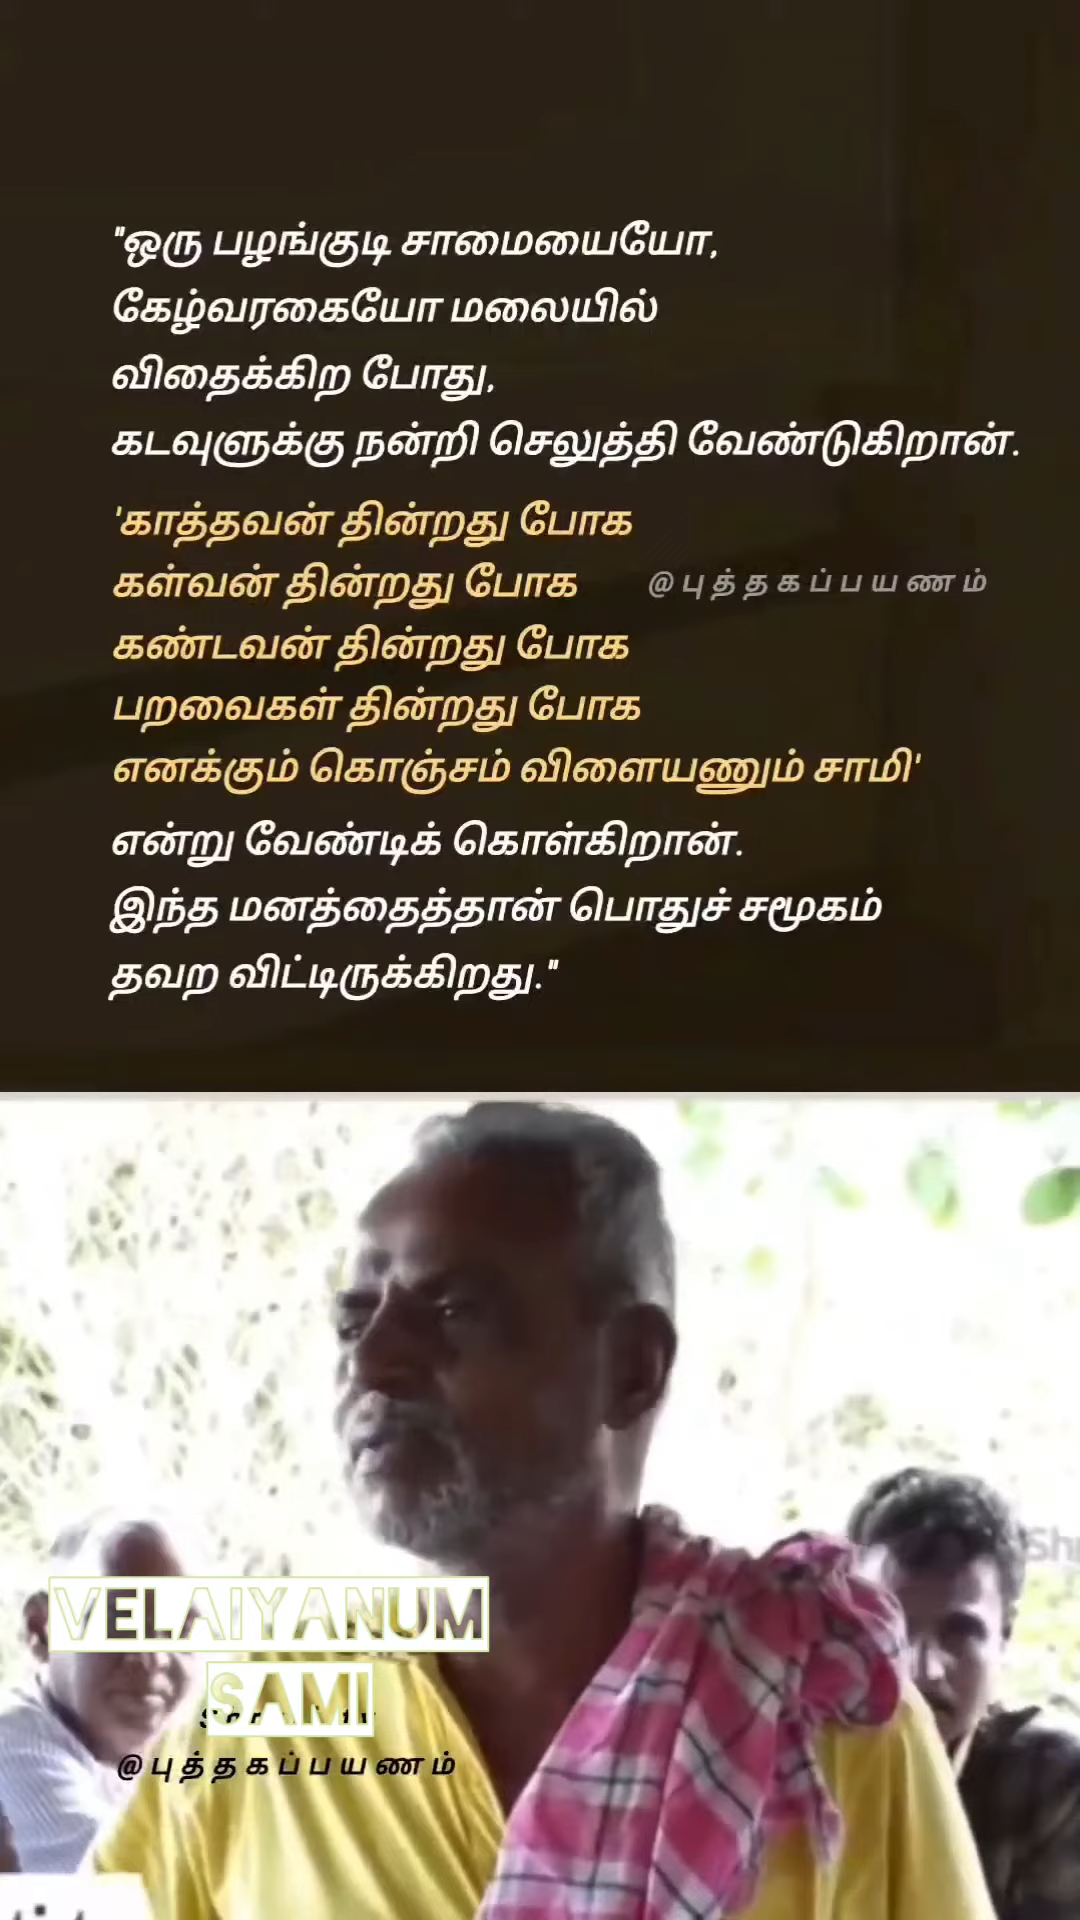 "ஒரு பழங்குடி சாமையையோ,
கேழ்வரகையோ மலையில்
விதைக்கிற போது,
கடவுளுக்கு நன்றி செலுத்தி வேண்டுகிறான்.
'காத்தவன் தின்றது போக
கள்வன் தின்றது போக
@புத்தகப்பயணம்
கண்டவன் தின்றது போக
பறவைகள் தின்றது போக
எனக்கும் கொஞ்சம் விளையணும் சாமி'
என்று வேண்டிக் கொள்கிறான்.
இந்த மனத்தைத்தான் பொதுச் சமூகம்
தவற விட்டிருக்கிறது."
VELAIYANUM
SAMI
@புத்தகப்பயணம்